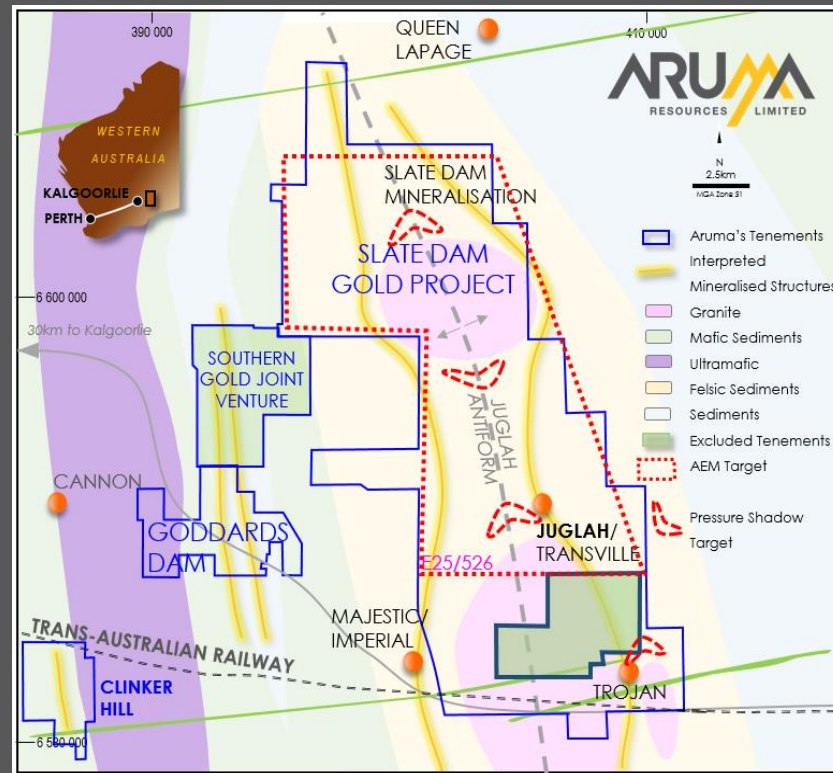 390 000
QUEEN
LAPAGE
410 000
ARUMA
RESOURCES LIMITED
WESTERN
AUSTRALIA
KALGOORLIE
PERTH
N
2.5km
MGA Zone 51
SLATE DAM
MINERALISATION
SLATE DAM
GOLD PROJECT
Aruma's Tenements
Interpreted
Mineralised Structures
Granite
Mafic Sediments
Ultramafic
Felsic Sediments
Sediments
Excluded Tenements
AEM Target
Pressure Shadow
Target
6 600 000
30km to Kalgoorlie
SOUTHERN
GOLD JOINT
VENTURE
JUGLAH
ANTIFORM
CANNON
GODDARDS
DAM
JUGLAH/
TRANSVILLE
E25/526
MAJESTIC/
IMPERIAL
TRANS-AUSTRALIAN RAILWAY
CLINKER
HILL
TROJAN
6 580 000